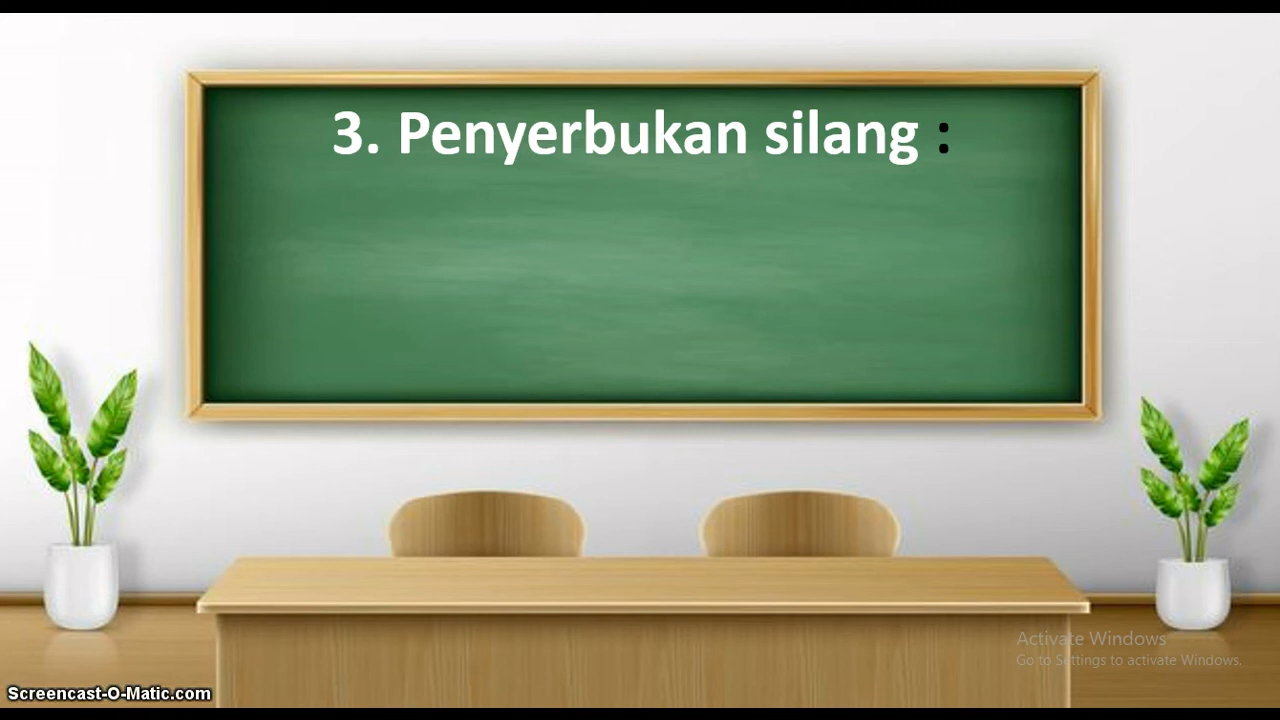 3. Penyerbukan silang :
Activate Windows
Go to Settings to activate Windows.
Screencast-O-Matic.com